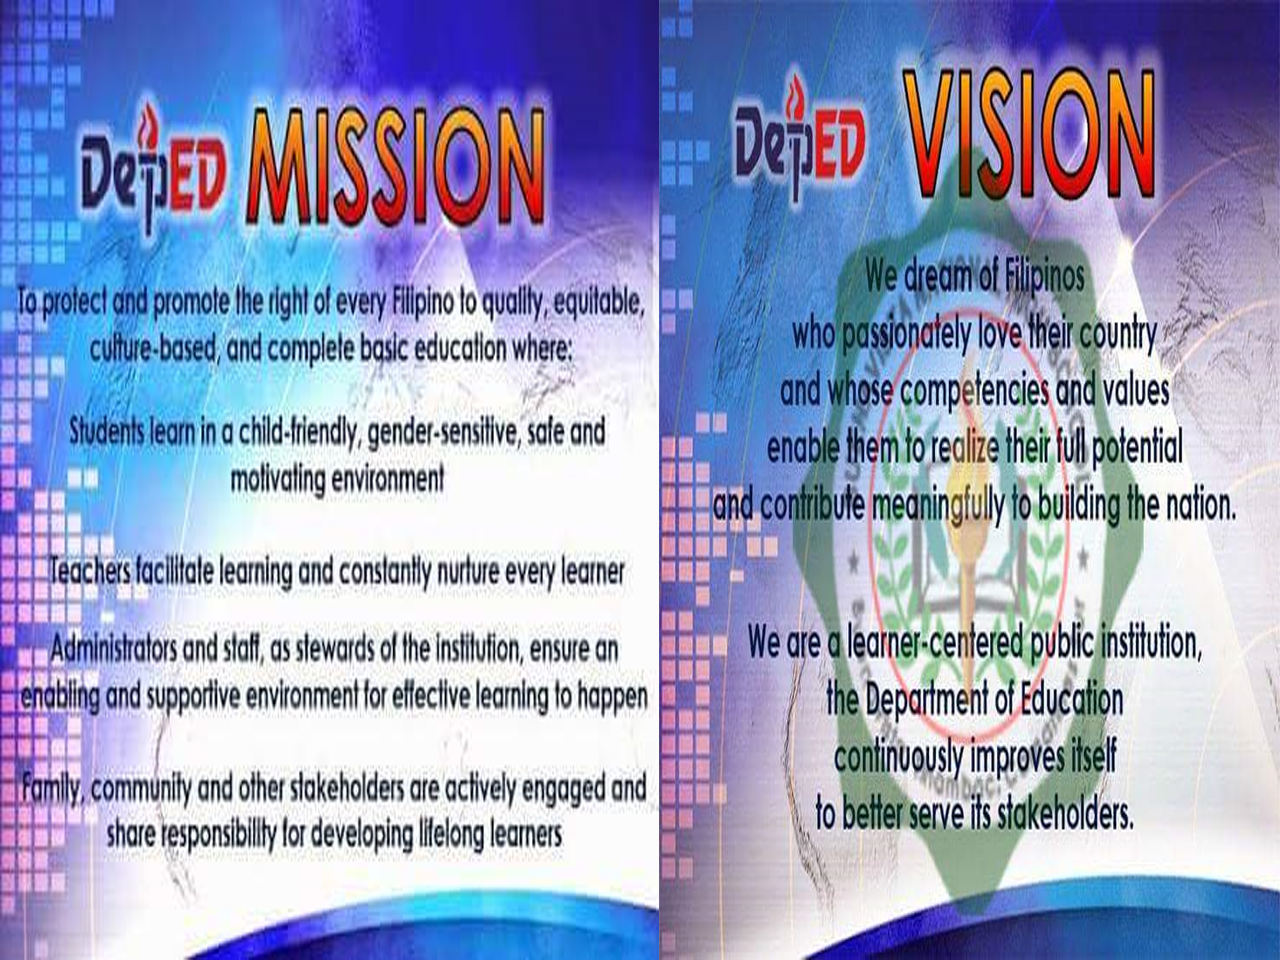 DepED MISSION
To protect and promote the right of every Filipino to quality, equitable,
culture-based, and complete basic education where:
Students learn in a child-friendly, gender-sensitive, safe and
motivating environment
Teachers facilitate learning and constantly nurture every learner
Administrators and staff, as stewards of the institution, ensure an
enabling and supportive environment for effective learning to happen
Family, community and other stakeholders are actively engaged and
share responsibility for developing lifelong learners
DepED VISION
We dream of Filipinos
who passionately love their country
and whose competencies and values
enable them to realize their full potential
and contribute meaningfully to building the nation.
We are a learner-centered public institution,
the Department of Education
continuously improves itself
to better serve its stakeholders.